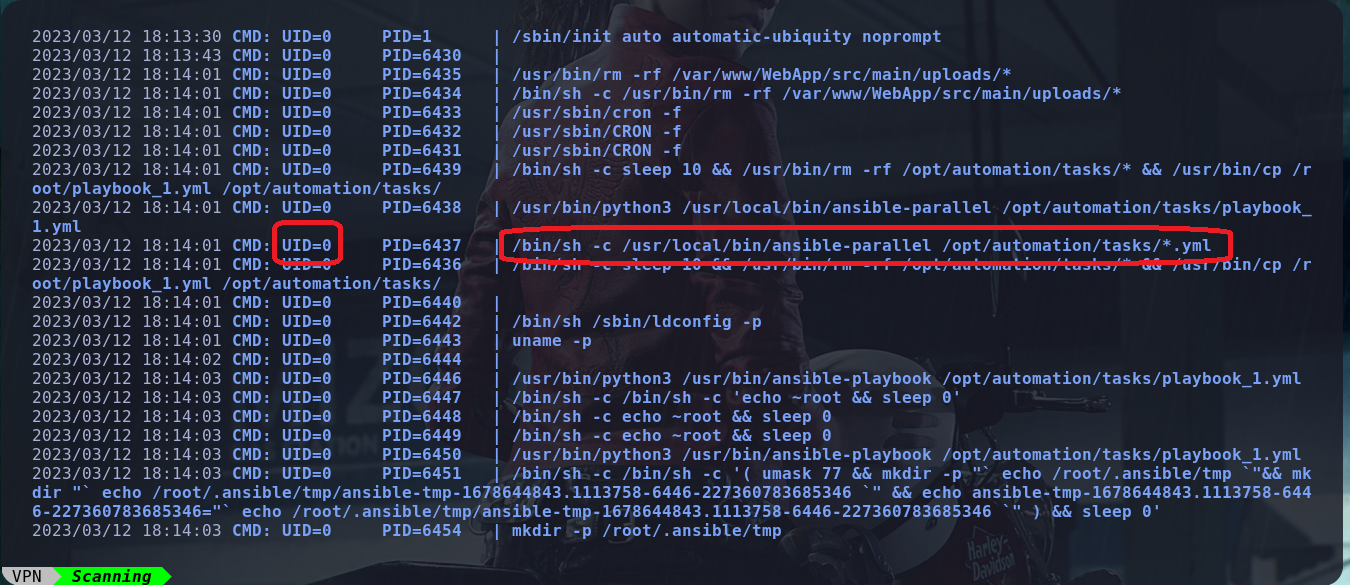 2023/03/12 18:13:30 CMD: UID=0     PID=1      | /sbin/init auto automatic-ubiquity noprompt
2023/03/12 18:13:43 CMD: UID=0     PID=6430   |
2023/03/12 18:14:01 CMD: UID=0     PID=6435   | /usr/bin/rm -rf /var/www/WebApp/src/main/uploads/*
2023/03/12 18:14:01 CMD: UID=0     PID=6434   | /bin/sh -c /usr/bin/rm -rf /var/www/WebApp/src/main/uploads/*
2023/03/12 18:14:01 CMD: UID=0     PID=6433   | /usr/sbin/cron -f
2023/03/12 18:14:01 CMD: UID=0     PID=6432   | /usr/sbin/CRON -f
2023/03/12 18:14:01 CMD: UID=0     PID=6431   | /usr/sbin/CRON -f
2023/03/12 18:14:01 CMD: UID=0     PID=6439   | /bin/sh -c sleep 10 && /usr/bin/rm -rf /opt/automation/tasks/* && /usr/bin/cp /r
oot/playbook_1.yml /opt/automation/tasks/
2023/03/12 18:14:01 CMD: UID=0     PID=6438   | /usr/bin/python3 /usr/local/bin/ansible-parallel /opt/automation/tasks/playbook_
1.yml
2023/03/12 18:14:01 CMD: UID=0     PID=6437   | /bin/sh -c /usr/local/bin/ansible-parallel /opt/automation/tasks/*.yml
2023/03/12 18:14:01 CMD: UID=0     PID=6436   | /bin/sh -c sleep 10 && /usr/bin/rm -rf /opt/automation/tasks/* && /usr/bin/cp /r
oot/playbook_1.yml /opt/automation/tasks/
2023/03/12 18:14:01 CMD: UID=0     PID=6440   |
2023/03/12 18:14:01 CMD: UID=0     PID=6442   | /bin/sh /sbin/ldconfig -p
2023/03/12 18:14:01 CMD: UID=0     PID=6443   | uname -p
2023/03/12 18:14:02 CMD: UID=0     PID=6444   |
2023/03/12 18:14:03 CMD: UID=0     PID=6446   | /usr/bin/python3 /usr/bin/ansible-playbook /opt/automation/tasks/playbook_1.yml
2023/03/12 18:14:03 CMD: UID=0     PID=6447   | /bin/sh -c /bin/sh -c 'echo ~root && sleep 0'
2023/03/12 18:14:03 CMD: UID=0     PID=6448   | /bin/sh -c echo ~root && sleep 0
2023/03/12 18:14:03 CMD: UID=0     PID=6449   | /bin/sh -c echo ~root && sleep 0
2023/03/12 18:14:03 CMD: UID=0     PID=6450   | /usr/bin/python3 /usr/bin/ansible-playbook /opt/automation/tasks/playbook_1.yml
2023/03/12 18:14:03 CMD: UID=0     PID=6451   | /bin/sh -c /bin/sh -c '( umask 77 && mkdir -p "` echo /root/.ansible/tmp `"&& mk
dir "` echo /root/.ansible/tmp/ansible-tmp-1678644843.1113758-6446-227360783685346 `" && echo ansible-tmp-1678644843.1113758-644
6-227360783685346="` echo /root/.ansible/tmp/ansible-tmp-1678644843.1113758-6446-227360783685346 `" ) && sleep 0'
2023/03/12 18:14:03 CMD: UID=0     PID=6454   | mkdir -p /root/.ansible/tmp
Harley-
Davidson
VPN Scanning